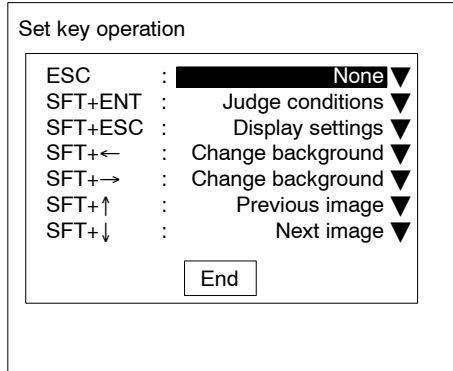 Set key operation
ESC : None ▼
SFT+ENT : Judge conditions ▼
SFT+ESC : Display settings ▼
SFT+← : Change background ▼
SFT+→ : Change background ▼
SFT+↑ : Previous image ▼
SFT+↓ : Next image ▼
End